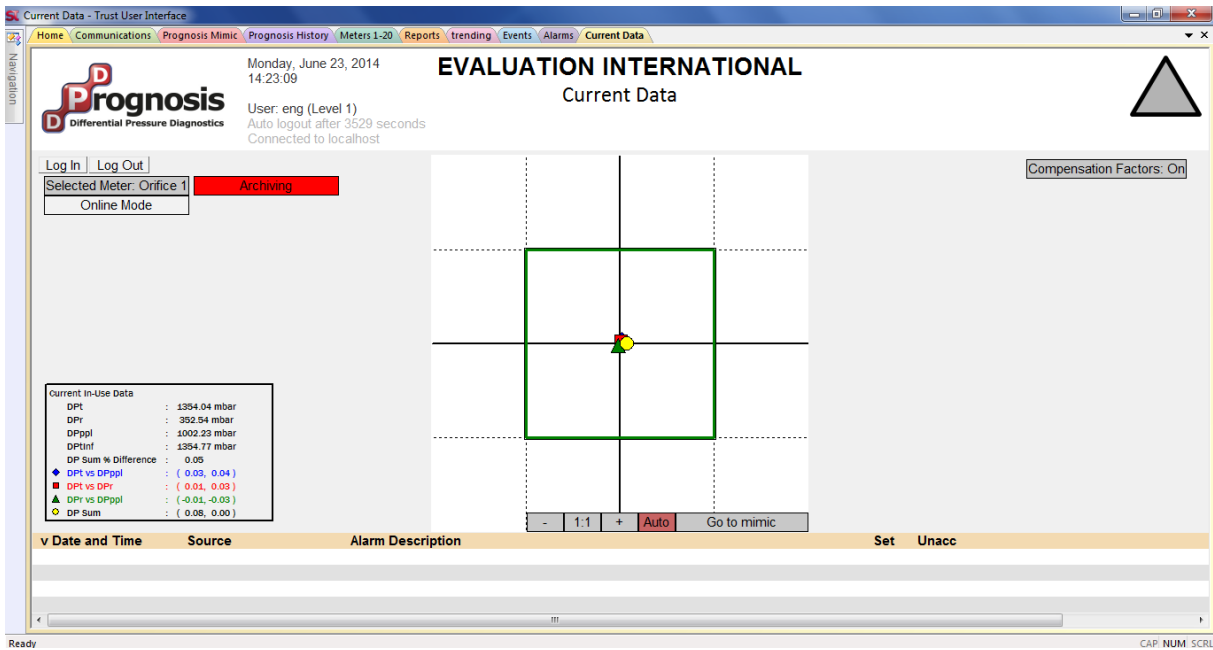 Current Data - Trust User Interface
Home Communications Prognosis Mimic Prognosis History Meters 1-20 Reports trending Events Alarms Current Data
Navigation
DP
Prognosis
D Differential Pressure Diagnostics
Monday, June 23, 2014
14:23:09
User: eng (Level 1)
Auto logout after 3529 seconds
Connected to localhost
EVALUATION INTERNATIONAL
Current Data
Log In Log Out
Selected Meter: Orifice 1 Archiving
Online Mode
Compensation Factors: On
Current In-Use Data
DPt : 1354.04 mbar
DPr : 352.54 mbar
DPppl : 1002.23 mbar
DPtinf : 1354.77 mbar
DP Sum % Difference : 0.05
DPt vs DPppl : ( 0.03, 0.04 )
DPt vs DPr : ( 0.01, 0.03 )
DPr vs DPppl : (-0.01, -0.03 )
DP Sum : ( 0.08, 0.00 )
- 1:1 + Auto Go to mimic
v Date and Time Source Alarm Description Set Unacc
Ready CAP NUM SCRL